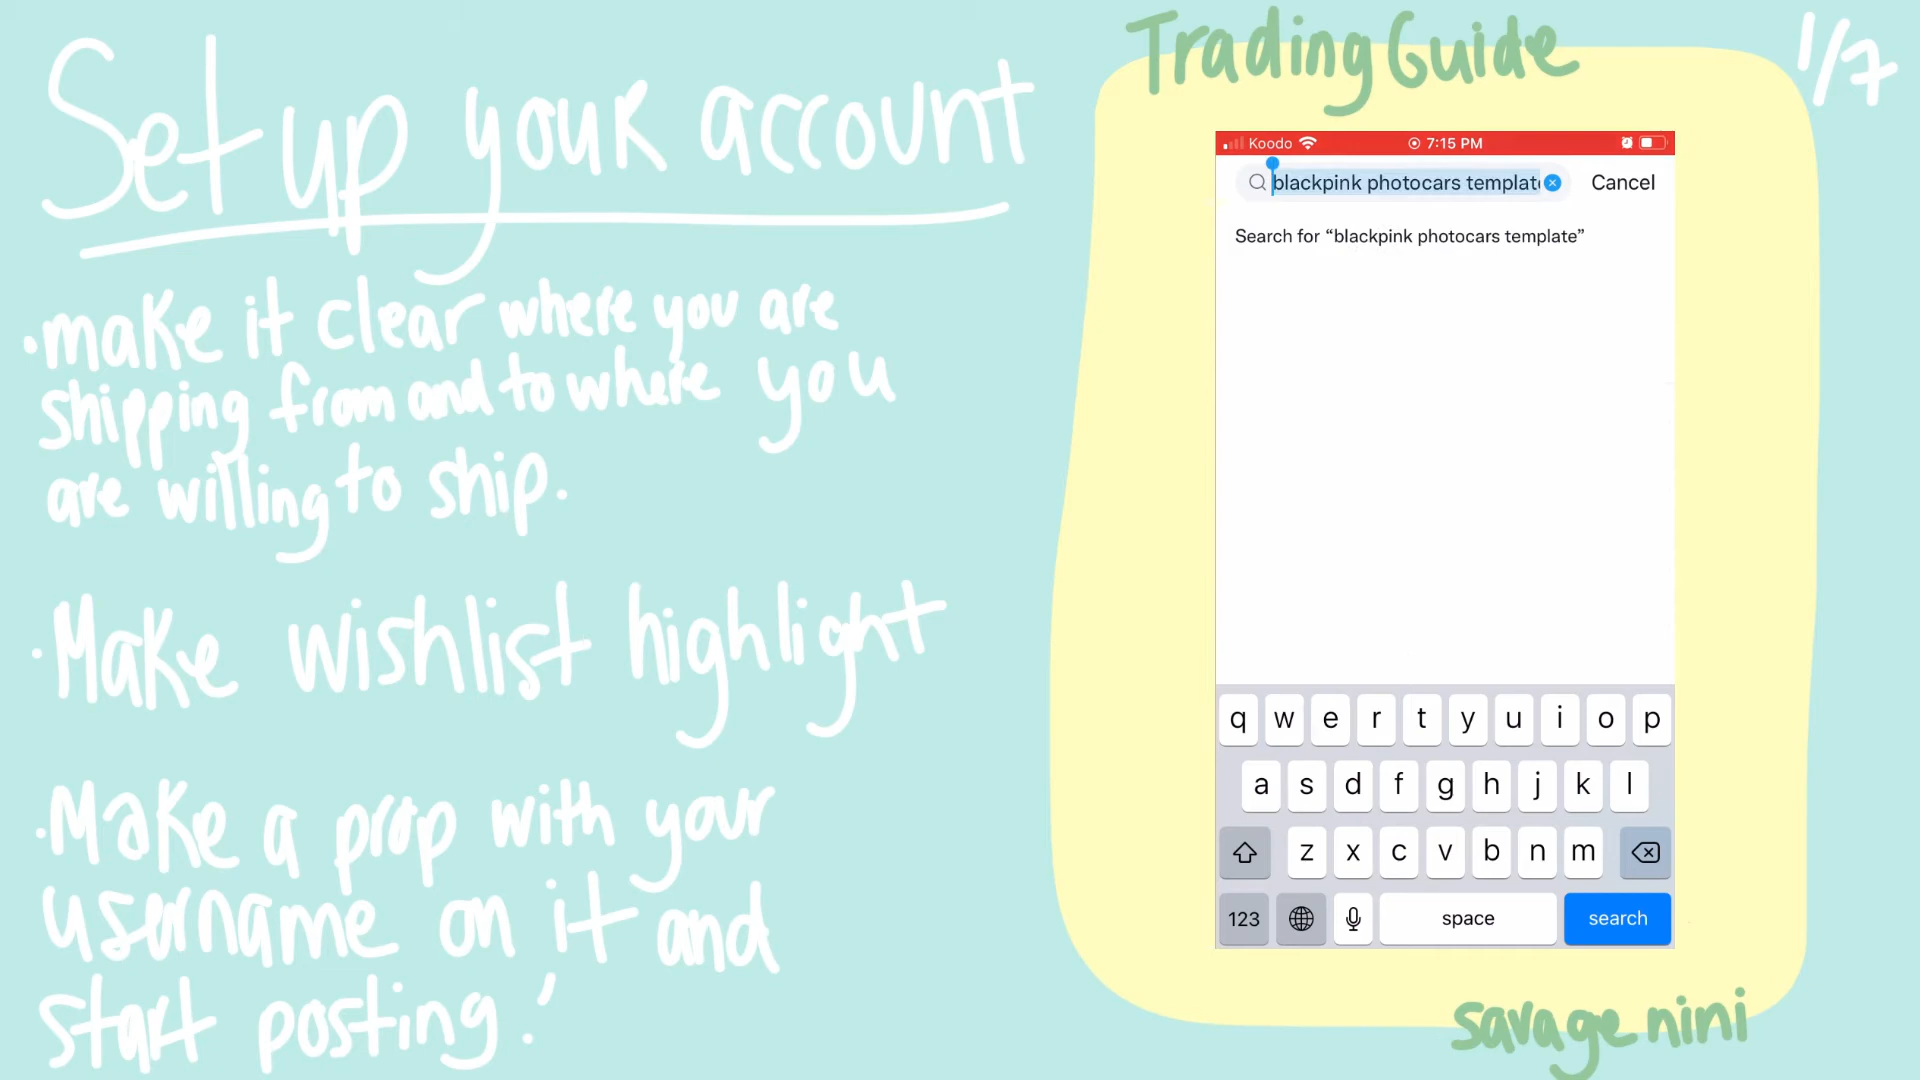 Set up your account
• make it clear where you are
shipping from and to where you
are willing to ship.
• Make wishlist highlight
• Make a prop with your
username on it and
start posting.'
Trading Guide
1/7
Koodo
7:15 PM
blackpink photocars template
Cancel
Search for “blackpink photocars template”
q w e r t y u i o p
a s d f g h j k l
z x c v b n m
123
space
search
savage nini